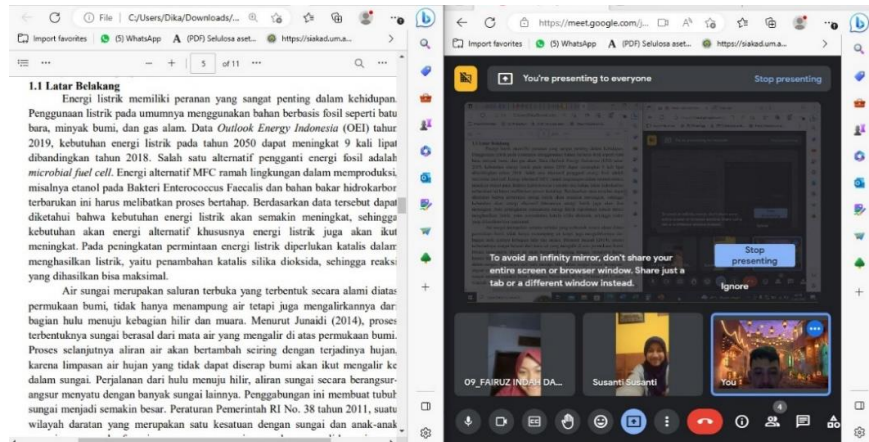 File
C:/Users/Dika/Downloads/...
Import favorites
(5) WhatsApp
(PDF) Selulosa aset...
https://siakad.um.a...
5
of 11
1.1 Latar Belakang
Energi listrik memiliki peranan yang sangat penting dalam kehidupan.
Penggunaan listrik pada umumnya menggunakan bahan berbasis fosil seperti batu
bara, minyak bumi, dan gas alam. Data Outlook Energy Indonesia (OEI) tahun
2019, kebutuhan energi listrik pada tahun 2050 dapat meningkat 9 kali lipat
dibandingkan tahun 2018. Salah satu alternatif pengganti energi fosil adalah
microbial fuel cell. Energi alternatif MFC ramah lingkungan dalam memproduksi,
misalnya etanol pada Bakteri Enterococcus Faecalis dan bahan bakar hidrokarbon
terbarukan ini harus melibatkan proses bertahap. Berdasarkan data tersebut dapat
diketahui bahwa kebutuhan energi listrik akan semakin meningkat, sehingga
kebutuhan akan energi alternatif khususnya energi listrik juga akan ikut
meningkat. Pada peningkatan permintaan energi listrik diperlukan katalis dalam
menghasilkan listrik, yaitu penambahan katalis silika dioksida, sehingga reaksi
yang dihasilkan bisa maksimal.
Air sungai merupakan saluran terbuka yang terbentuk secara alami diatas
permukaan bumi, tidak hanya menampung air tetapi juga mengalirkannya dari
bagian hulu menuju kebagian hilir dan muara. Menurut Junaidi (2014), proses
terbentuknya sungai berasal dari mata air yang mengalir di atas permukaan bumi.
Proses selanjutnya aliran air akan bertambah seiring dengan terjadinya hujan,
karena limpasan air hujan yang tidak dapat diserap bumi akan ikut mengalir ke
dalam sungai. Perjalanan dari hulu menuju hilir, aliran sungai secara berangsur-
angsur menyatu dengan banyak sungai lainnya. Penggabungan ini membuat tubuh
sungai menjadi semakin besar. Peraturan Pemerintah RI No. 38 tahun 2011, suatu
wilayah daratan yang merupakan satu kesatuan dengan sungai dan anak-anak
https://meet.google.com/j...
Import favorites
(5) WhatsApp
(PDF) Selulosa aset...
https://siakad.um.a...
You're presenting to everyone
Stop presenting
To avoid an infinity mirror, don't share your
entire screen or browser window. Share just a
tab or a different window instead.
Stop
presenting
Ignore
09_FAIRUZ INDAH DA...
Susanti Susanti
You
4